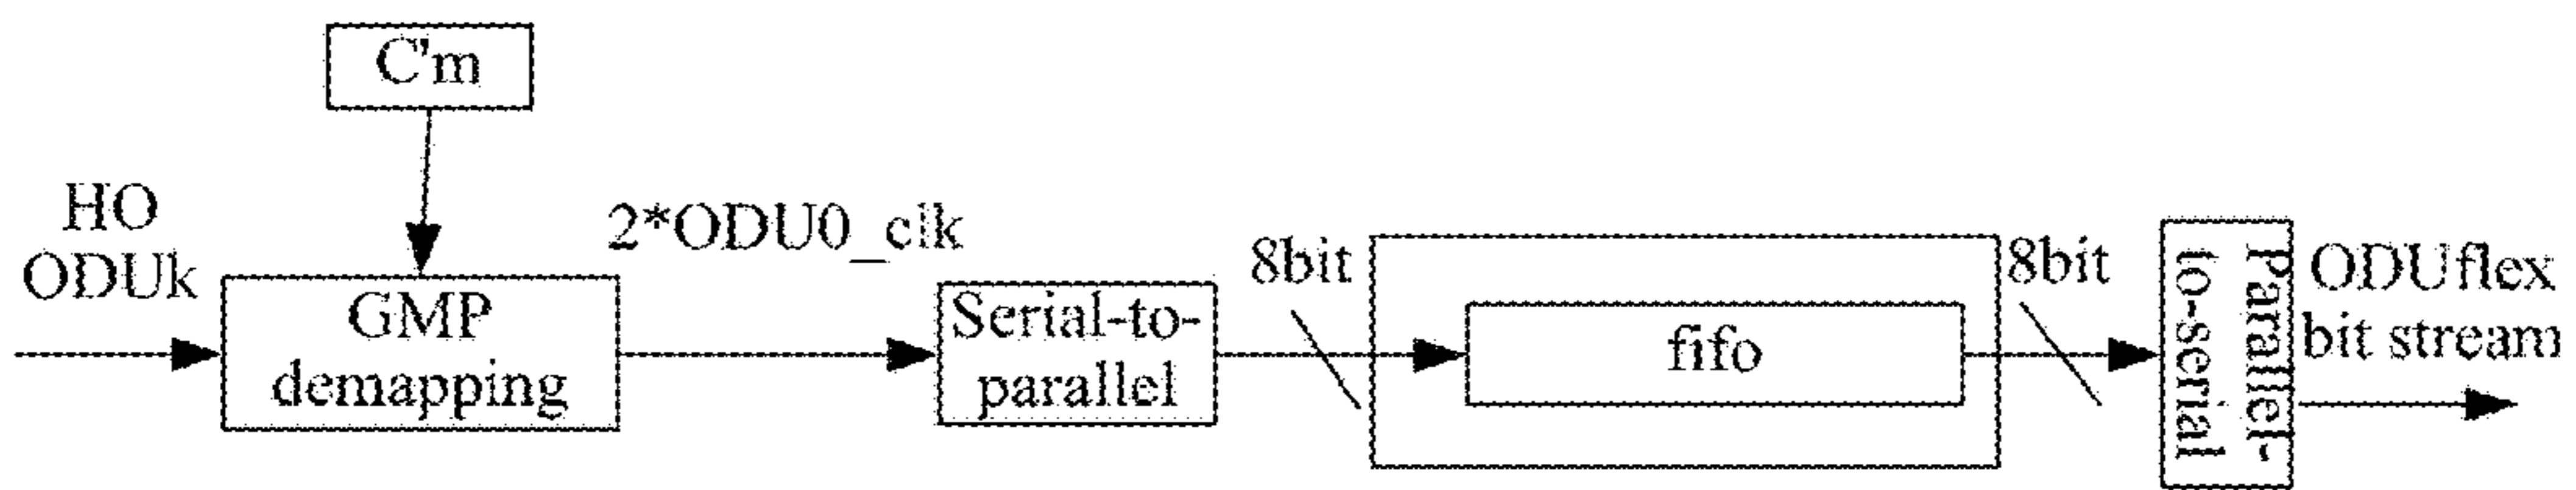 C'm
HO
ODUk
GMP
demapping
2*ODU0_clk
Serial-to-
parallel
8bit
fifo
8bit
Parallel-
to-serial
ODUflex
bit stream